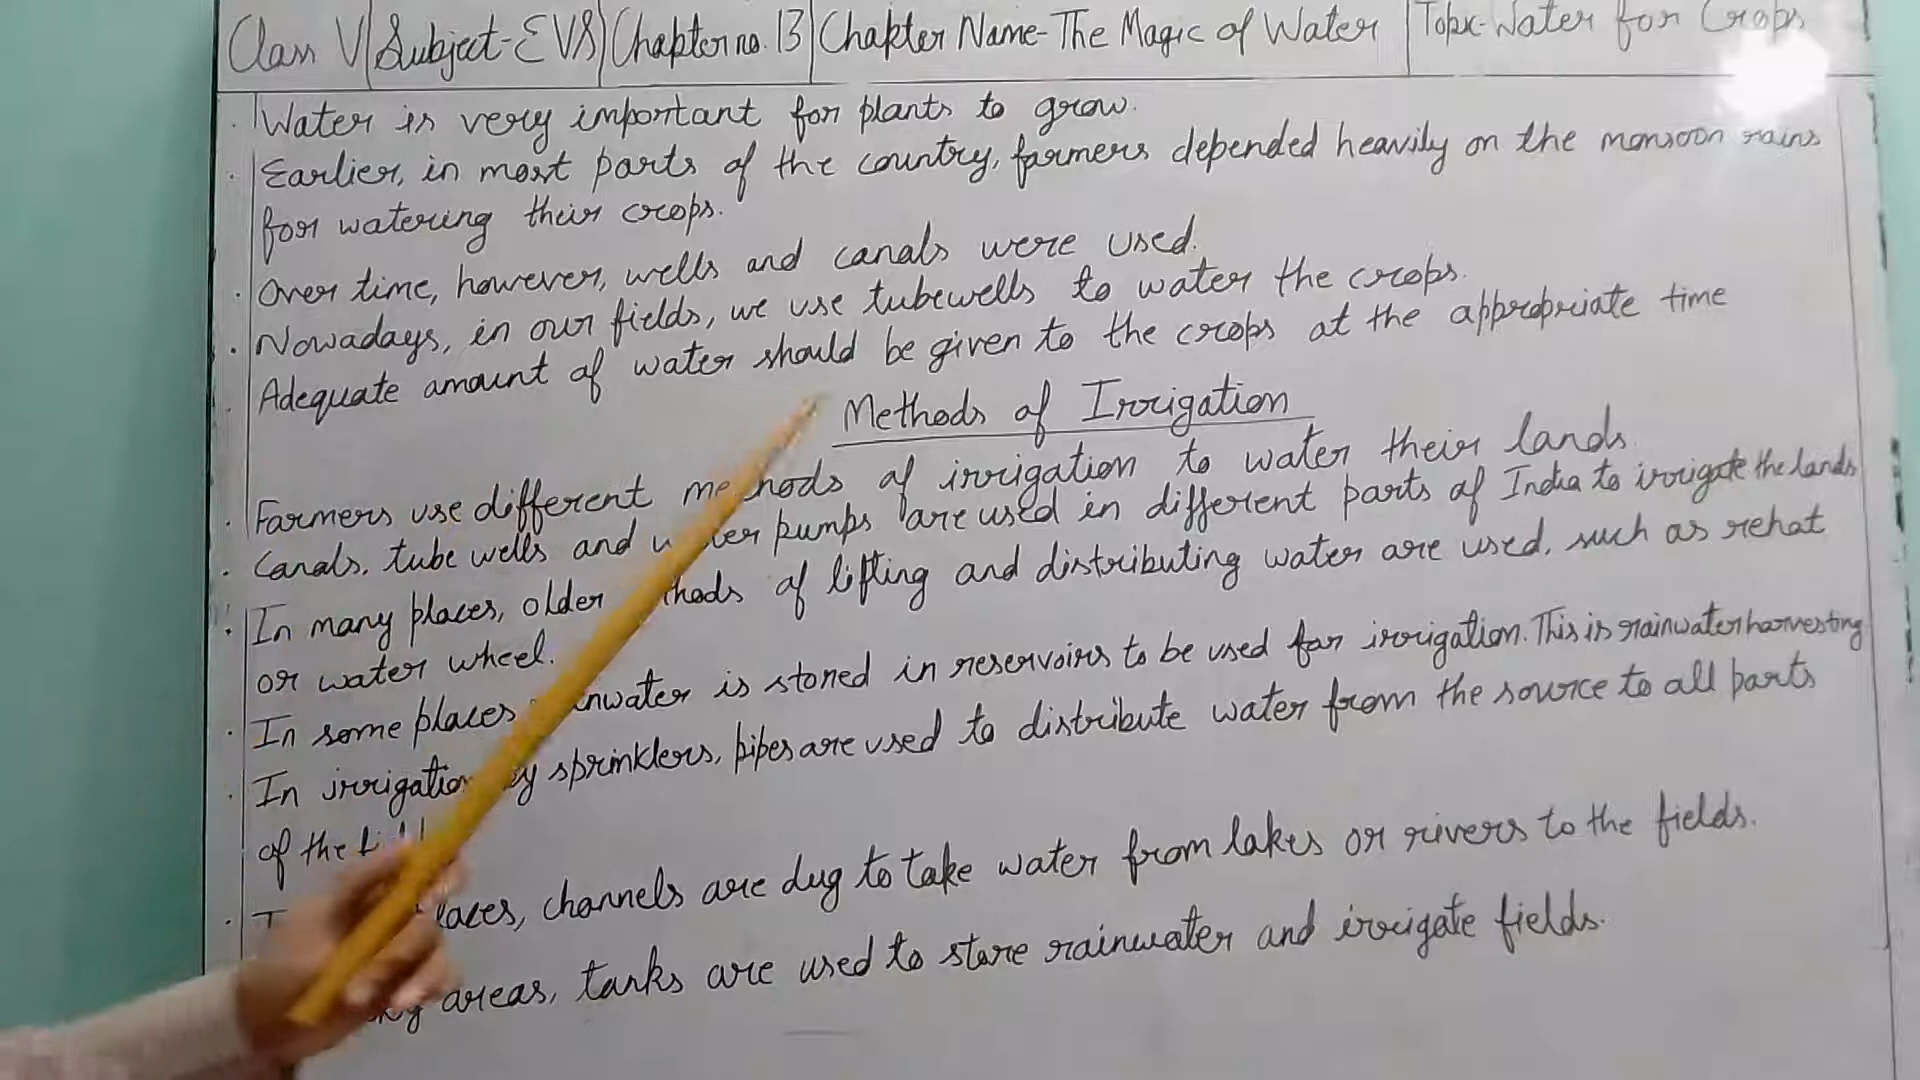 Class V | Subject-EVS | Chapter no. 13 | Chapter Name- The Magic of Water | Topic-Water for Crops
. Water is very important for plants to grow.
. Earlier, in most parts of the country, farmers depended heavily on the monsoon rains
for watering their crops.
. Over time, however, wells and canals were used.
. Nowadays, in our fields, we use tubewells to water the crops.
. Adequate amount of water should be given to the crops at the appropriate time
Methods of Irrigation
. Farmers use different methods of irrigation to water their lands.
. Canals, tube wells and water pumps are used in different parts of India to irrigate the lands
. In many places, older methods of lifting and distributing water are used, such as rehat
or water wheel.
. In some places rainwater is stored in reservoirs to be used for irrigation. This is rainwater harvesting
. In irrigation by sprinklers, pipes are used to distribute water from the source to all parts
of the
places, channels are dug to take water from lakes or rivers to the fields.
areas, tanks are used to store rainwater and irrigate fields.